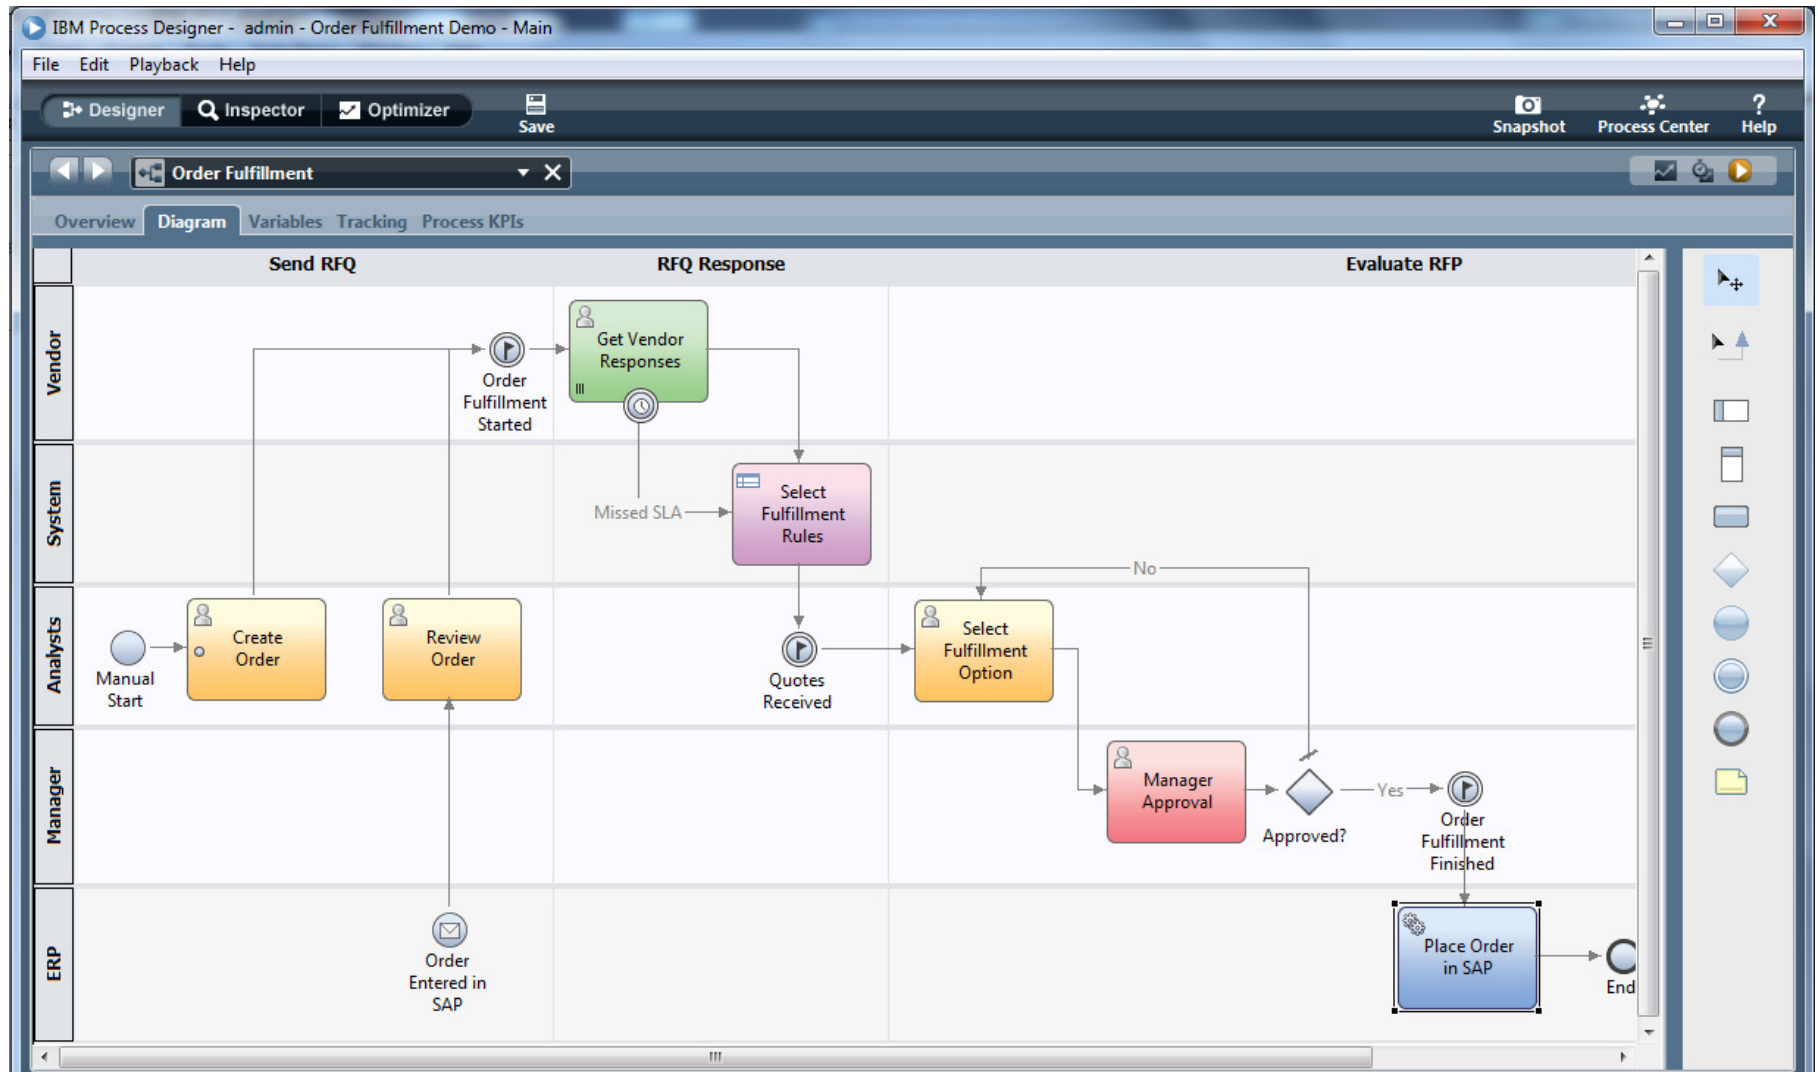 IBM Process Designer - admin - Order Fulfillment Demo - Main
File Edit Playback Help
Designer Inspector Optimizer Save Snapshot Process Center ? Help
Order Fulfillment
Overview Diagram Variables Tracking Process KPIs
Send RFQ RFQ Response Evaluate RFP
Vendor
Order
Fulfillment
Started
Get Vendor
Responses
System
Missed SLA
Select
Fulfillment
Rules
Analysts
Manual
Start
Create
Order
Review
Order
Quotes
Received
Select
Fulfillment
Option
No
Manager
Manager
Approval
Approved?
Yes
Order
Fulfillment
Finished
ERP
Order
Entered in
SAP
Place Order
in SAP
End